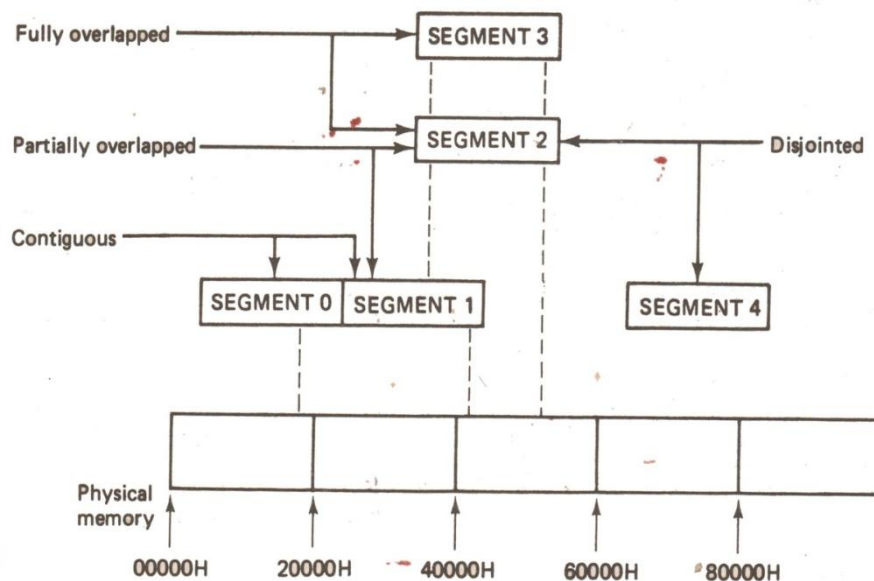 Fully overlapped
SEGMENT 3
SEGMENT 2
Partially overlapped
Disjointed
Contiguous
SEGMENT 0
SEGMENT 1
SEGMENT 4
Physical
memory
00000H
20000H
40000H
60000H
80000H